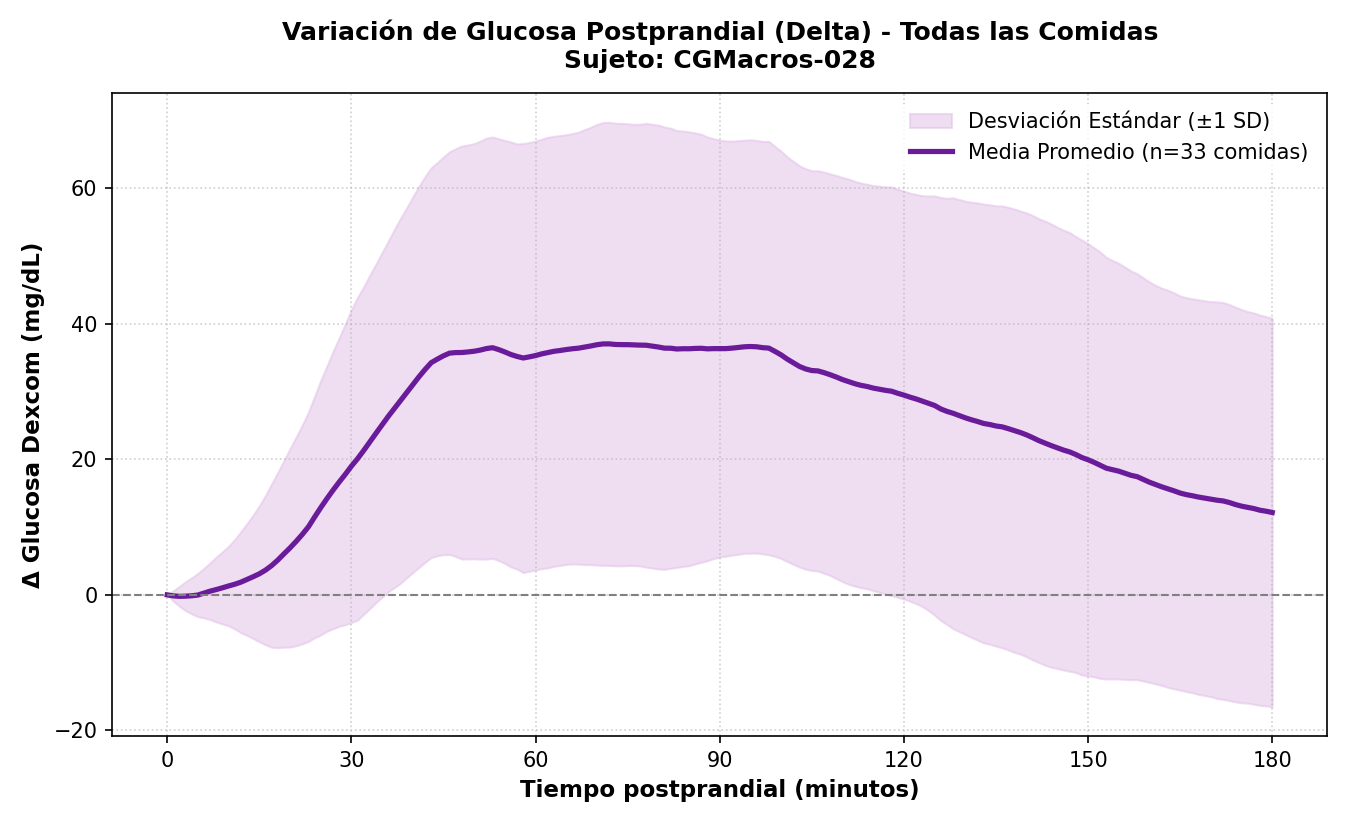 Variación de Glucosa Postprandial (Delta) - Todas las Comidas
Sujeto: CGMacros-028
Desviación Estándar (±1 SD)
Media Promedio (n=33 comidas)
Δ Glucosa Dexcom (mg/dL)
60
40
20
0
−20
0 30 60 90 120 150 180
Tiempo postprandial (minutos)